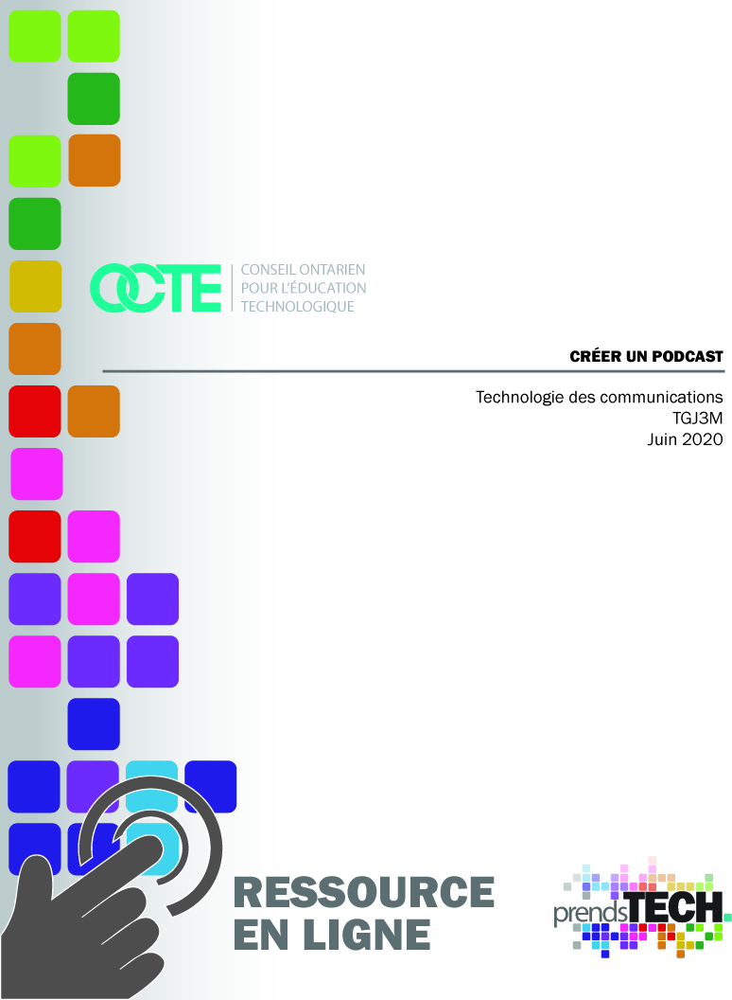 OCTE
CONSEIL ONTARIEN
POUR L'ÉDUCATION
TECHNOLOGIQUE
CRÉER UN PODCAST
Technologie des communications
TGJ3M
Juin 2020
RESSOURCE
EN LIGNE
prendsTECH